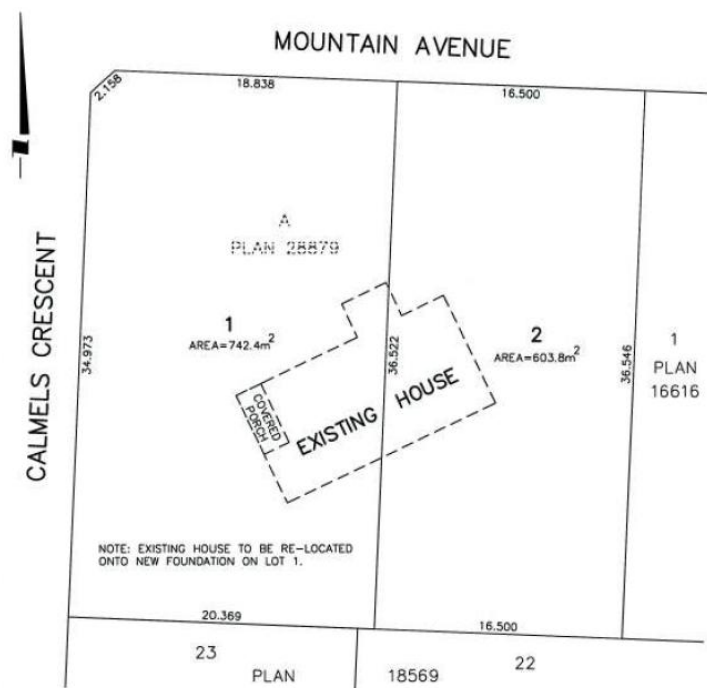 MOUNTAIN AVENUE
2.158
18.838
16.500
A
PLAN 28879
CALMELS CRESCENT
34.973
1
AREA=742.4m²
36.522
2
AREA=603.8m²
36.546
1
PLAN
16616
COVERED
PORCH
EXISTING HOUSE
NOTE: EXISTING HOUSE TO BE RE-LOCATED
ONTO NEW FOUNDATION ON LOT 1.
20.369
16.500
23
22
PLAN 18569